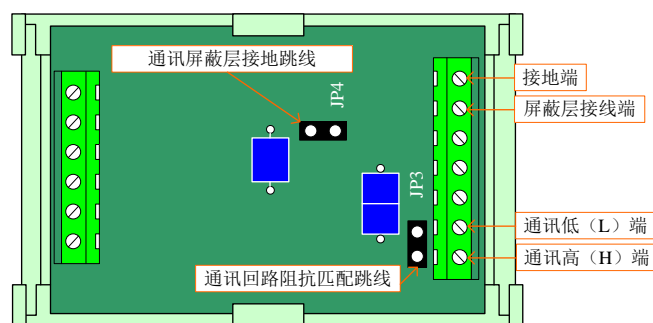 通讯屏蔽层接地跳线
JP4
接地端
屏蔽层接线端
JP3
通讯低（L）端
通讯高（H）端
通讯回路阻抗匹配跳线